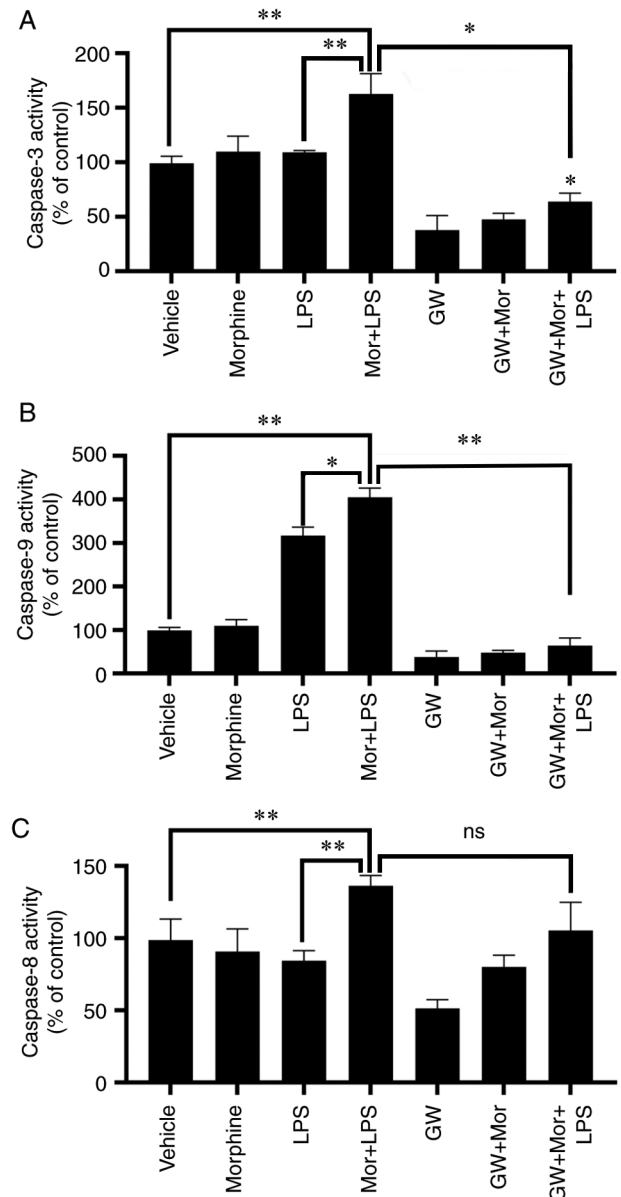 A
**
**
*
Caspase-3 activity
(% of control)
200
150
100
50
0
*
Vehicle
Morphine
LPS
Mor+LPS
GW
GW+Mor
GW+Mor+
LPS
B
**
*
**
Caspase-9 activity
(% of control)
500
400
300
200
100
0
Vehicle
Morphine
LPS
Mor+LPS
GW
GW+Mor
GW+Mor+
LPS
C
**
**
ns
Caspase-8 activity
(% of control)
150
100
50
0
Vehicle
Morphine
LPS
Mor+LPS
GW
GW+Mor
GW+Mor+
LPS